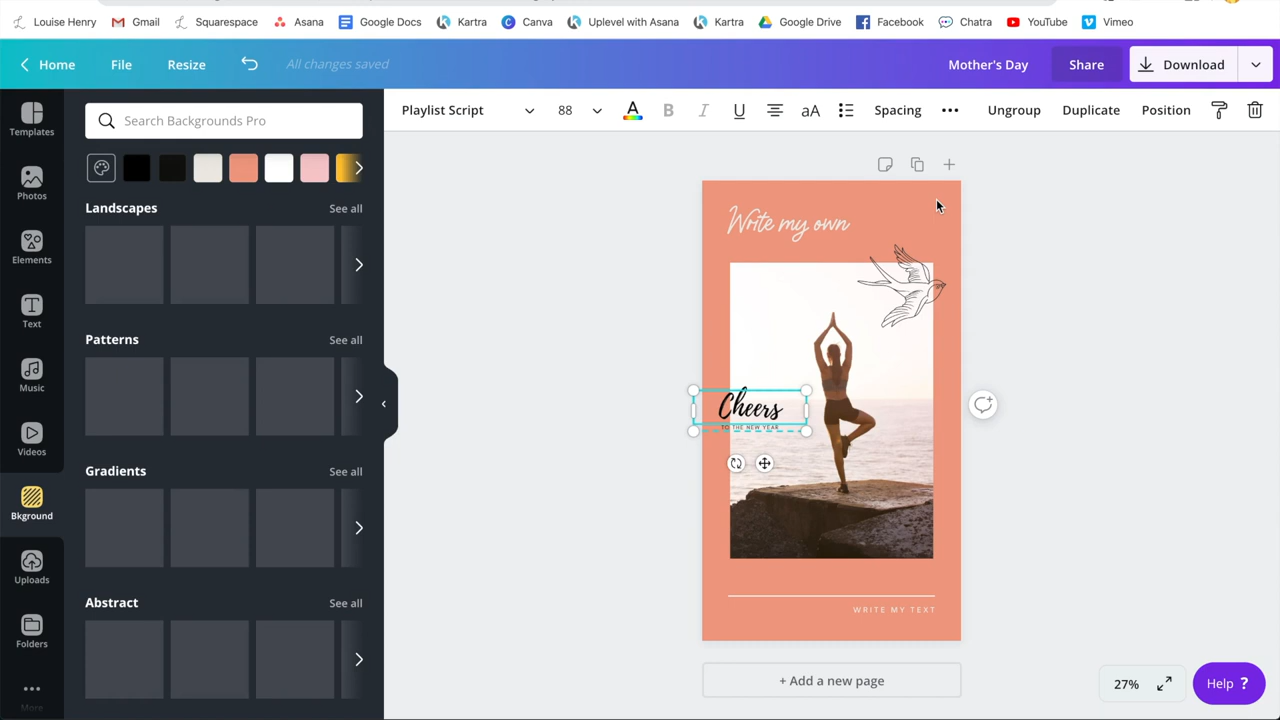 Louise Henry Gmail Squarespace Asana Google Docs Kartra Canva Uplevel with Asana Kartra Google Drive Facebook Chatra YouTube Vimeo
Home File Resize All changes saved Mother's Day Share Download
Templates
Photos
Elements
Text
Music
Videos
Bkground
Uploads
Folders
More
Search Backgrounds Pro
Landscapes See all
Patterns See all
Gradients See all
Abstract See all
Playlist Script 88 A B I U aA Spacing Ungroup Duplicate Position
Write my own
Cheers
TO THE NEW YEAR
WRITE MY TEXT
+ Add a new page
27% Help ?